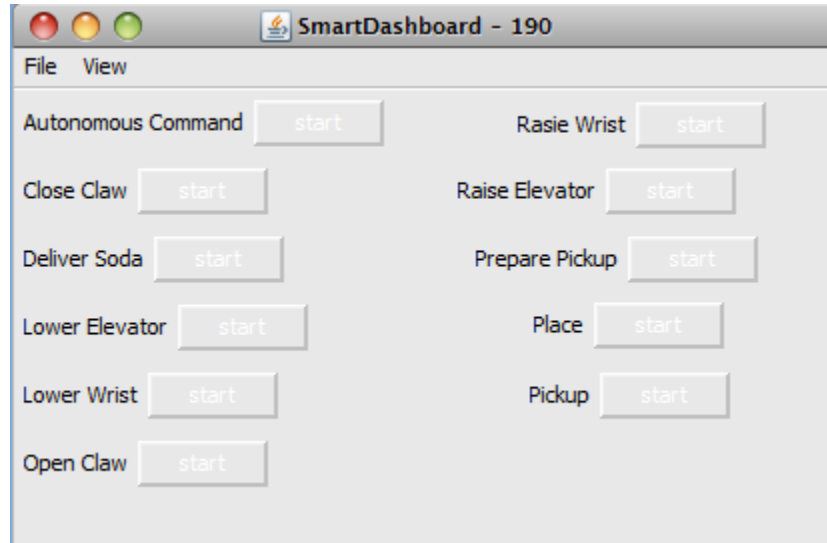 SmartDashboard - 190
File View
Autonomous Command start
Rasie Wrist start
Close Claw start
Raise Elevator start
Deliver Soda start
Prepare Pickup start
Lower Elevator start
Place start
Lower Wrist start
Pickup start
Open Claw start